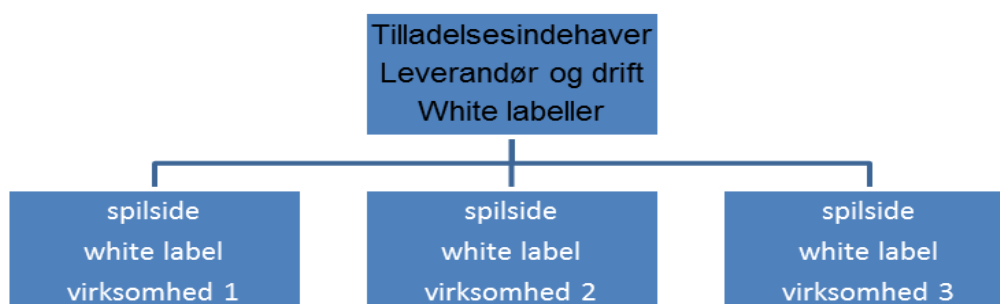 Tilladelsesindehaver
Leverandør og drift
White labeller
spilside
white label
virksomhed 1
spilside
white label
virksomhed 2
spilside
white label
virksomhed 3